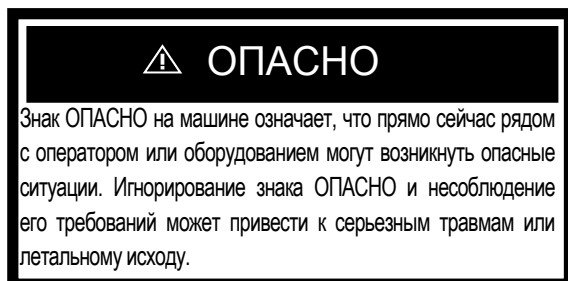 ОПАСНО
Знак ОПАСНО на машине означает, что прямо сейчас рядом
с оператором или оборудованием могут возникнуть опасные
ситуации. Игнорирование знака ОПАСНО и несоблюдение
его требований может привести к серьезным травмам или
летальному исходу.